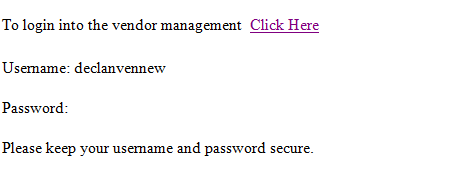 To login into the vendor management Click Here
Username: declanvennew
Password:
Please keep your username and password secure.